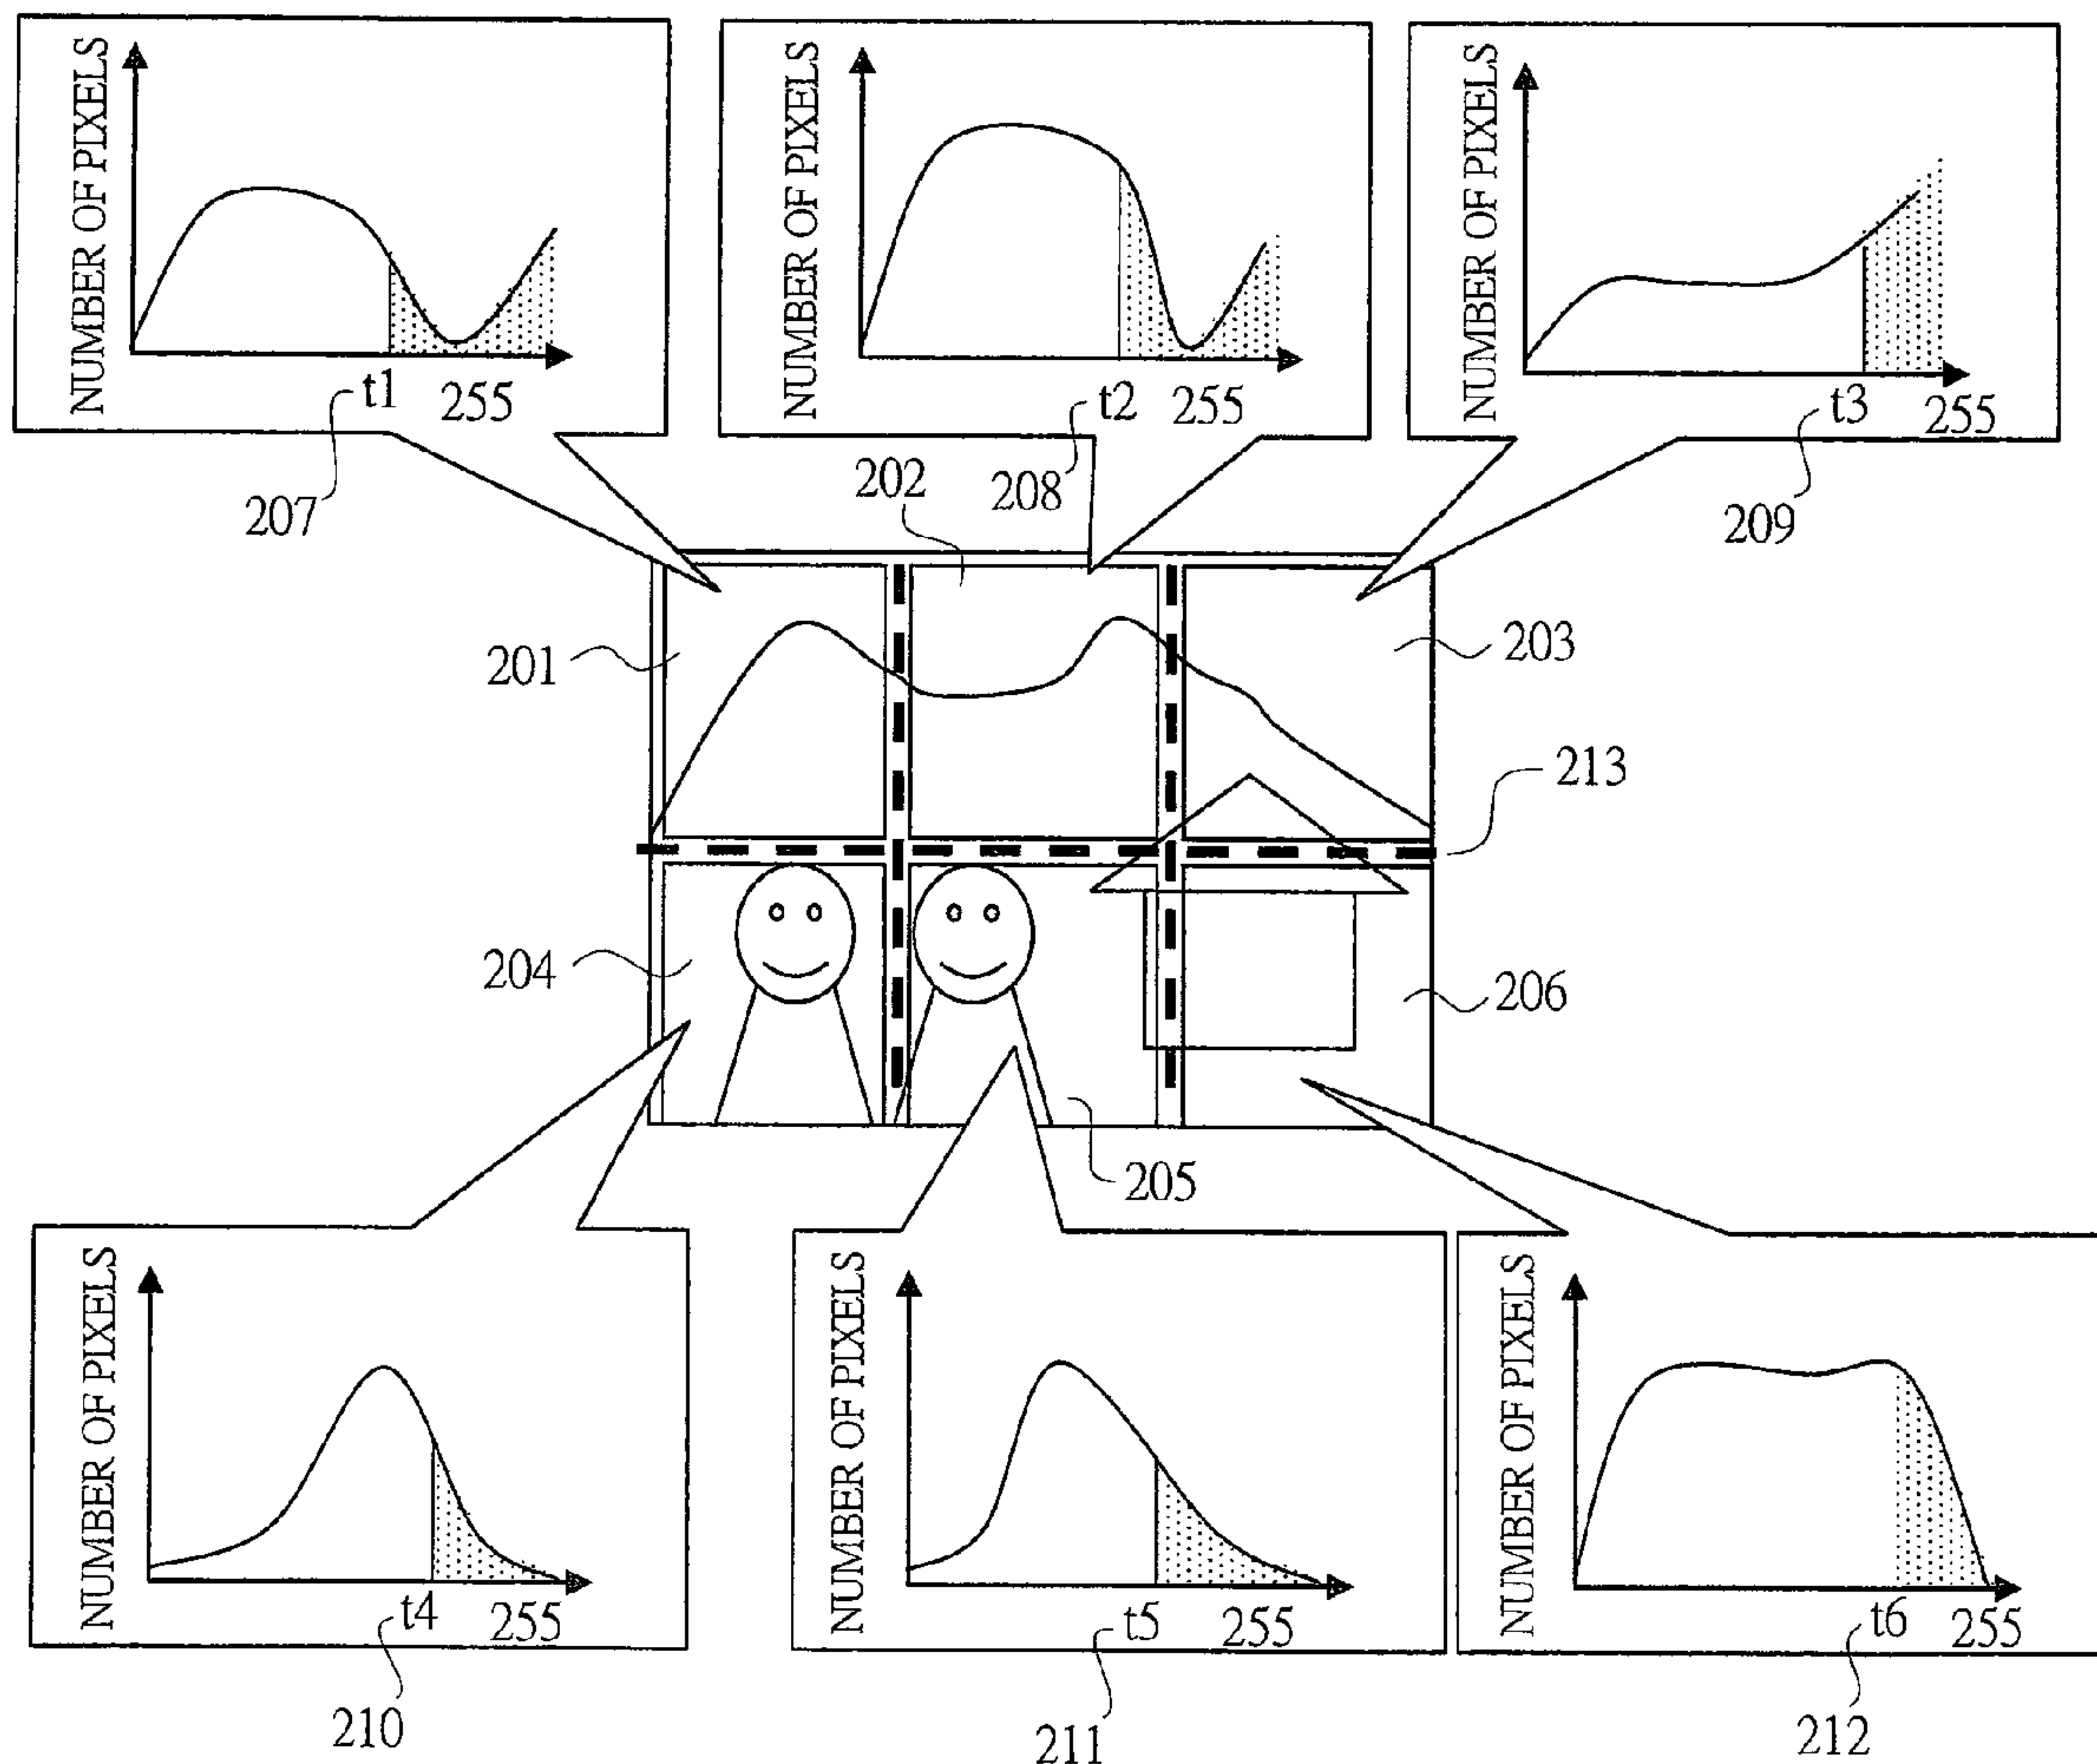 NUMBER OF PIXELS
t1
255
207
NUMBER OF PIXELS
t2
255
208
NUMBER OF PIXELS
t3
255
209
202
201
203
213
204
206
205
NUMBER OF PIXELS
t4
255
210
NUMBER OF PIXELS
t5
255
211
NUMBER OF PIXELS
t6
255
212